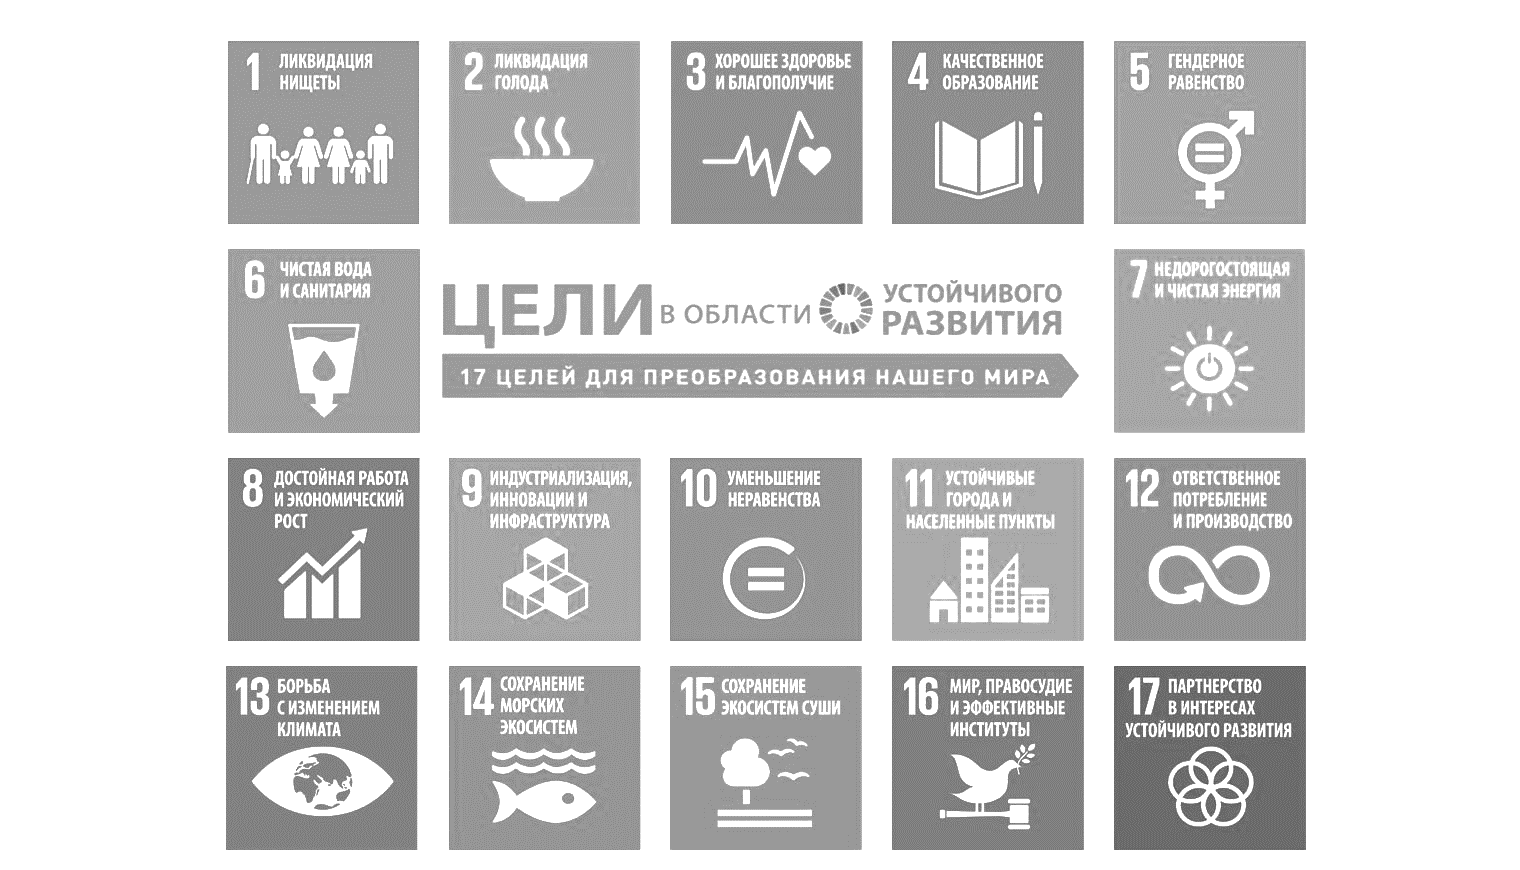 1 ЛИКВИДАЦИЯ
НИЩЕТЫ
2 ЛИКВИДАЦИЯ
ГОЛОДА
3 ХОРОШЕЕ ЗДОРОВЬЕ
И БЛАГОПОЛУЧИЕ
4 КАЧЕСТВЕННОЕ
ОБРАЗОВАНИЕ
5 ГЕНДЕРНОЕ
РАВЕНСТВО
6 ЧИСТАЯ ВОДА
И САНИТАРИЯ
ЦЕЛИ В ОБЛАСТИ УСТОЙЧИВОГО
РАЗВИТИЯ
17 ЦЕЛЕЙ ДЛЯ ПРЕОБРАЗОВАНИЯ НАШЕГО МИРА
7 НЕДОРОГОСТОЯЩАЯ
И ЧИСТАЯ ЭНЕРГИЯ
8 ДОСТОЙНАЯ РАБОТА
И ЭКОНОМИЧЕСКИЙ
РОСТ
9 ИНДУСТРИАЛИЗАЦИЯ,
ИННОВАЦИИ И
ИНФРАСТРУКТУРА
10 УМЕНЬШЕНИЕ
НЕРАВЕНСТВА
11 УСТОЙЧИВЫЕ
ГОРОДА И
НАСЕЛЕННЫЕ ПУНКТЫ
12 ОТВЕТСТВЕННОЕ
ПОТРЕБЛЕНИЕ
И ПРОИЗВОДСТВО
13 БОРЬБА
С ИЗМЕНЕНИЕМ
КЛИМАТА
14 СОХРАНЕНИЕ
МОРСКИХ
ЭКОСИСТЕМ
15 СОХРАНЕНИЕ
ЭКОСИСТЕМ СУШИ
16 МИР, ПРАВОСУДИЕ
И ЭФФЕКТИВНЫЕ
ИНСТИТУТЫ
17 ПАРТНЕРСТВО
В ИНТЕРЕСАХ
УСТОЙЧИВОГО РАЗВИТИЯ